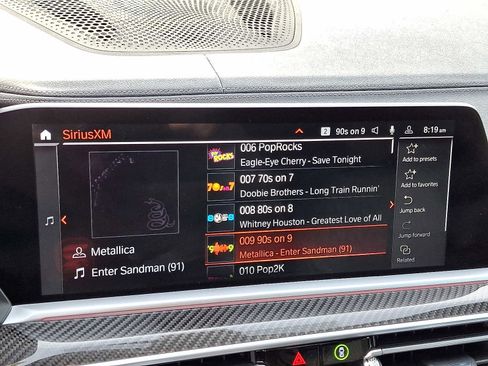 SiriusXM
2 90s on 9
8:19 am
006 PopRocks
Eagle-Eye Cherry - Save Tonight
007 70s on 7
Doobie Brothers - Long Train Runnin'
008 80s on 8
Whitney Houston - Greatest Love of All
009 90s on 9
Metallica - Enter Sandman (91)
010 Pop2K
Metallica
Enter Sandman (91)
Add to presets
Add to favorites
Jump back
Jump forward
Related